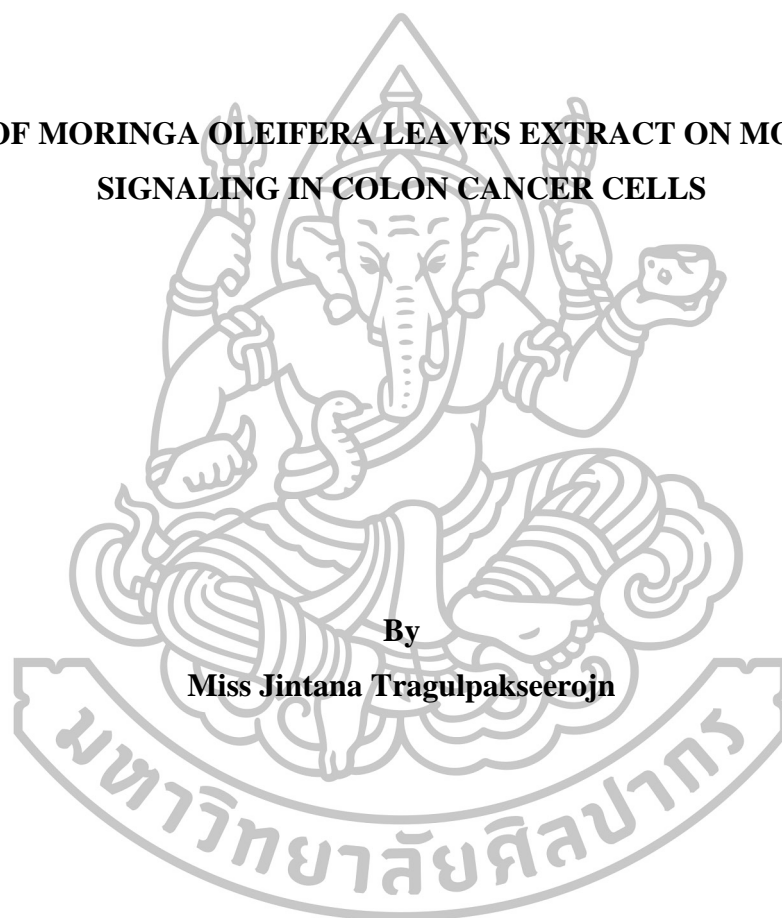 OF MORINGA OLEIFERA LEAVES EXTRACT ON
SIGNALING IN COLON CANCER CELLS
By
Miss Jintana Tragulpakseerojn
มหาวิทยาลัยศิลปากร